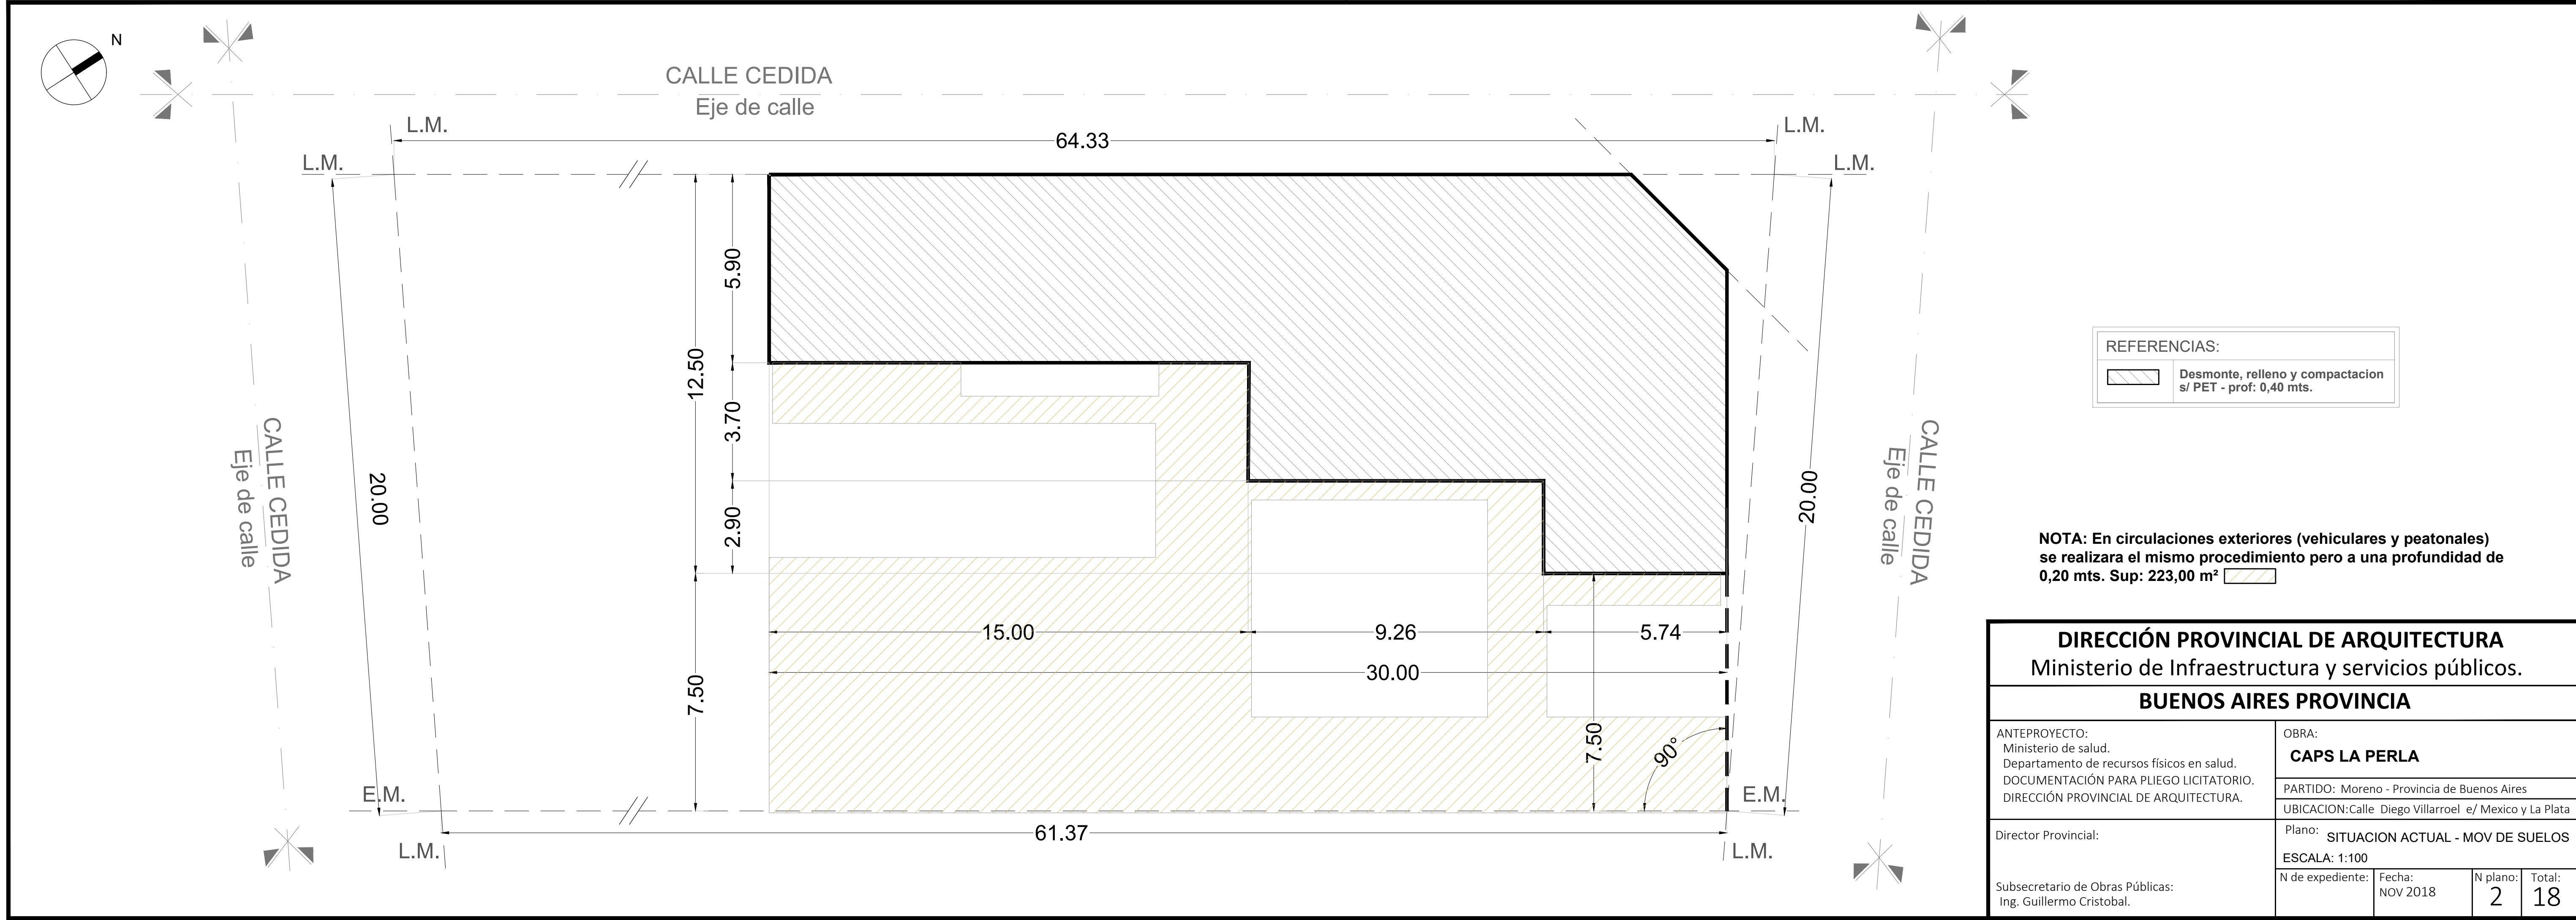 N
CALLE CEDIDA
Eje de calle
L.M.
L.M.
64.33
L.M.
L.M.
5.90
12.50
3.70
2.90
20.00
20.00
CALLE CEDIDA
Eje de calle
CALLE CEDIDA
Eje de calle
15.00
9.26
5.74
30.00
7.50
7.50
90°
E.M.
E.M.
61.37
L.M.
L.M.
REFERENCIAS:
Desmonte, relleno y compactacion
s/ PET - prof: 0,40 mts.
NOTA: En circulaciones exteriores (vehiculares y peatonales)
se realizara el mismo procedimiento pero a una profundidad de
0,20 mts. Sup: 223,00 m²
DIRECCIÓN PROVINCIAL DE ARQUITECTURA
Ministerio de Infraestructura y servicios públicos.
BUENOS AIRES PROVINCIA
ANTEPROYECTO:
Ministerio de salud.
Departamento de recursos físicos en salud.
DOCUMENTACIÓN PARA PLIEGO LICITATORIO.
DIRECCIÓN PROVINCIAL DE ARQUITECTURA.
OBRA:
CAPS LA PERLA
PARTIDO: Moreno - Provincia de Buenos Aires
UBICACION:Calle Diego Villarroel e/ Mexico y La Plata
Director Provincial:
Plano: SITUACION ACTUAL - MOV DE SUELOS
ESCALA: 1:100
Subsecretario de Obras Públicas:
Ing. Guillermo Cristobal.
N de expediente:
Fecha:
NOV 2018
N plano:
2
Total:
18